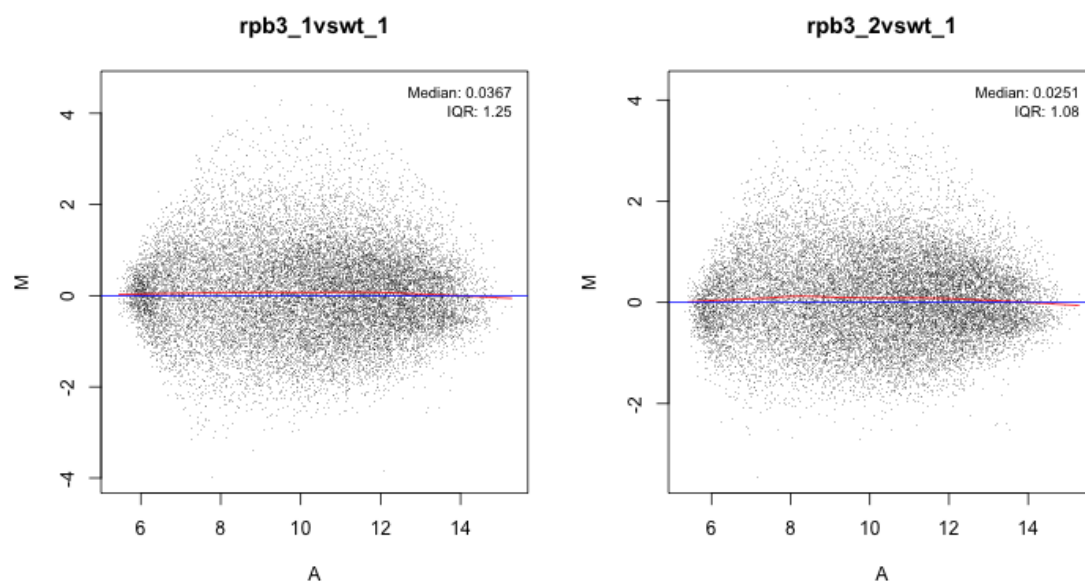 rpb3_1vswt_1
Median: 0.0367
IQR: 1.25
4
2
0
-2
-4
M
6 8 10 12 14
A
rpb3_2vswt_1
Median: 0.0251
IQR: 1.08
4
2
0
-2
M
6 8 10 12 14
A